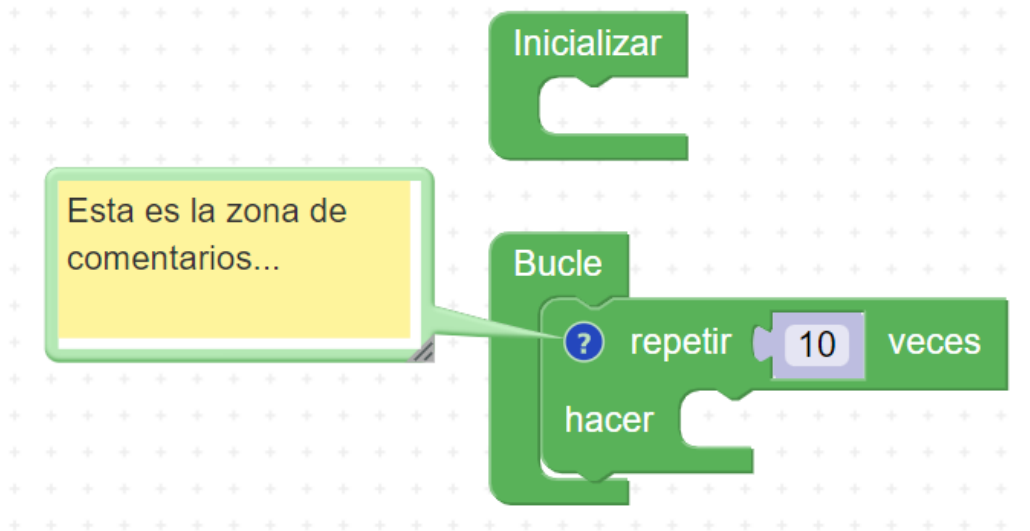 Inicializar
Esta es la zona de
comentarios...
Bucle
? repetir 10 veces
hacer